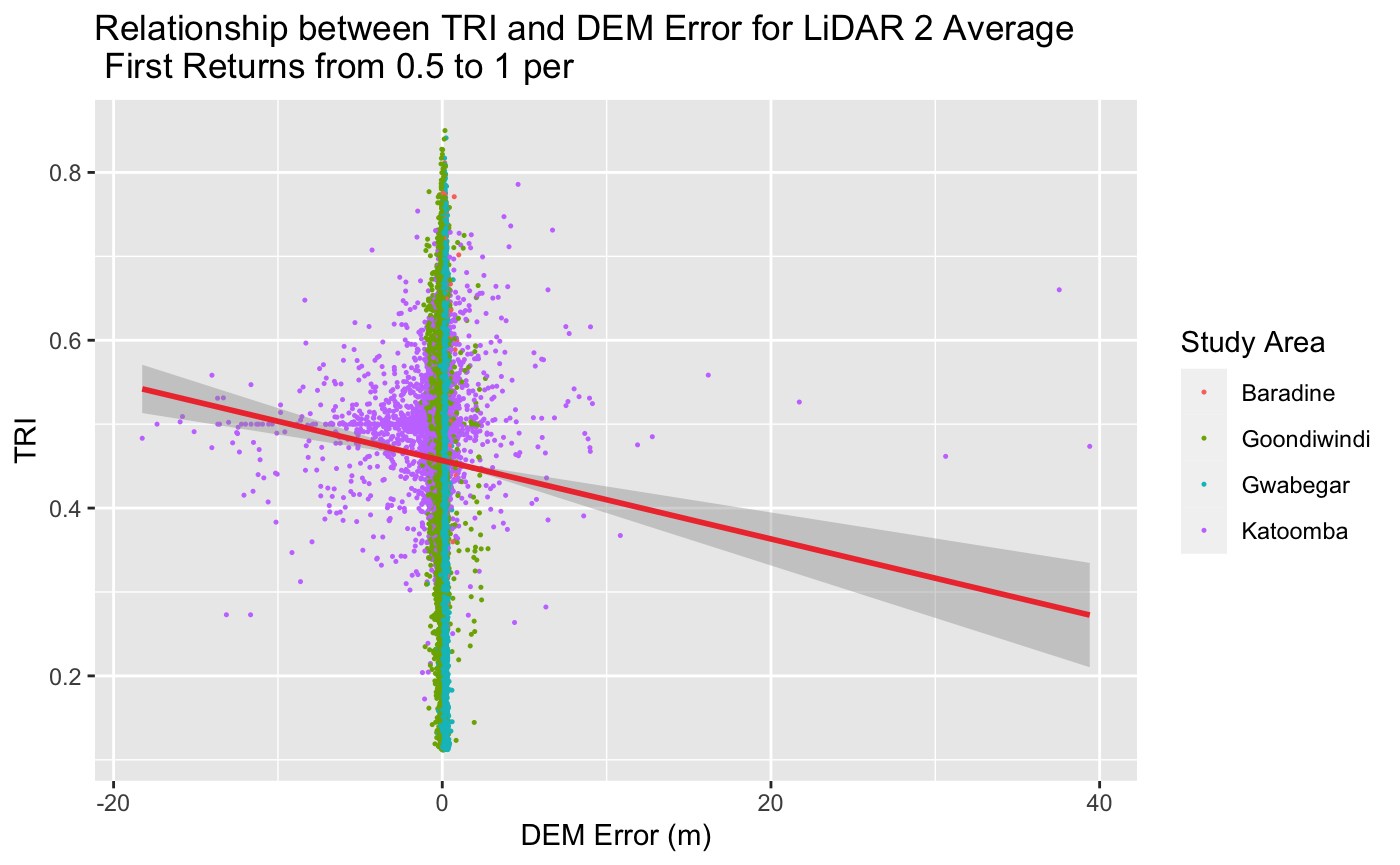 Relationship between TRI and DEM Error for LiDAR 2 Average
First Returns from 0.5 to 1 per
TRI
0.8
0.6
0.4
0.2
-20
0
20
40
DEM Error (m)
Study Area
Baradine
Goondiwindi
Gwabegar
Katoomba